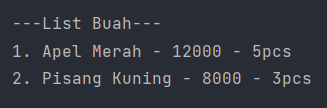 ---List Buah---
1. Apel Merah - 12000 - 5pcs
2. Pisang Kuning - 8000 - 3pcs